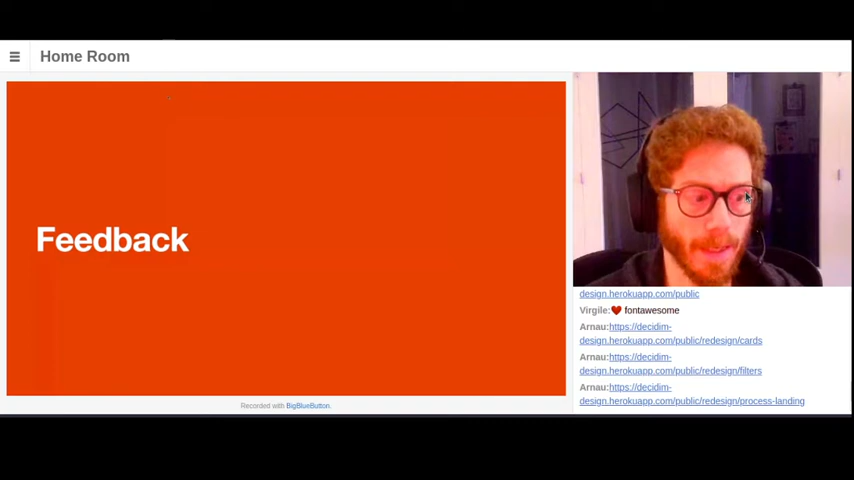 Home Room
Feedback
design.herokuapp.com/public
Virgile:❤️ fontawesome
Arnau:https://decidim-
design.herokuapp.com/public/redesign/cards
Arnau:https://decidim-
design.herokuapp.com/public/redesign/filters
Arnau:https://decidim-
design.herokuapp.com/public/redesign/process-landing
Recorded with BigBlueButton.